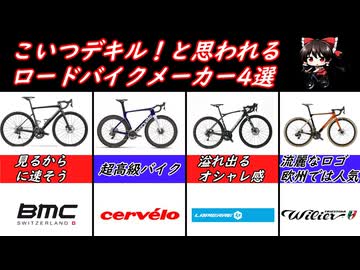 こいつデキル!と思われる
ロードバイクメーカー4選
見るから
に速そう
超高級バイク
溢れ出る
オシャレ感
流麗なロゴ
欧州では人気
BMC
SWITZERLAND
cervélo
LAPIERRE
Wilier